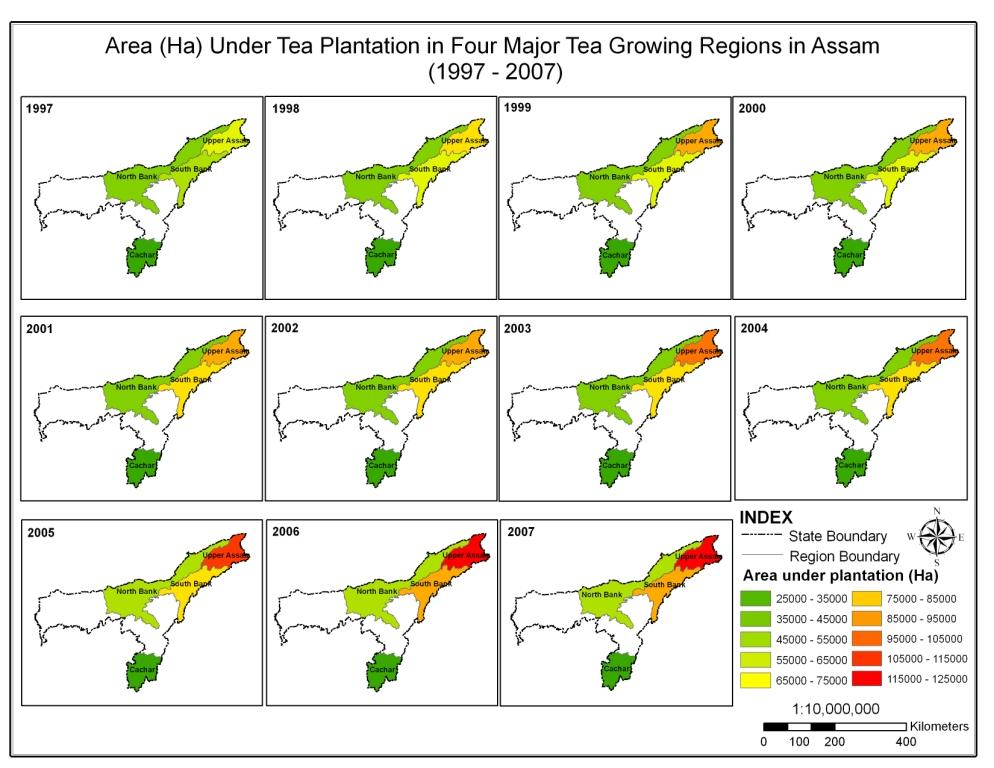 Area (Ha) Under Tea Plantation in Four Major Tea Growing Regions in Assam
(1997 - 2007)
1997
Upper Assam
North Bank
South Bank
Cachar
1998
Upper Assam
North Bank
South Bank
Cachar
1999
Upper Assam
North Bank
South Bank
Cachar
2000
Upper Assam
North Bank
South Bank
Cachar
2001
Upper Assam
North Bank
South Bank
Cachar
2002
Upper Assam
North Bank
South Bank
Cachar
2003
Upper Assam
North Bank
South Bank
Cachar
2004
Upper Assam
North Bank
South Bank
Cachar
2005
Upper Assam
North Bank
South Bank
Cachar
2006
Upper Assam
North Bank
South Bank
Cachar
2007
Upper Assam
North Bank
South Bank
Cachar
INDEX
State Boundary
Region Boundary
N
W E
S
Area under plantation (Ha)
25000 - 35000
35000 - 45000
45000 - 55000
55000 - 65000
65000 - 75000
75000 - 85000
85000 - 95000
95000 - 105000
105000 - 115000
115000 - 125000
1:10,000,000
Kilometers
0 100 200 400